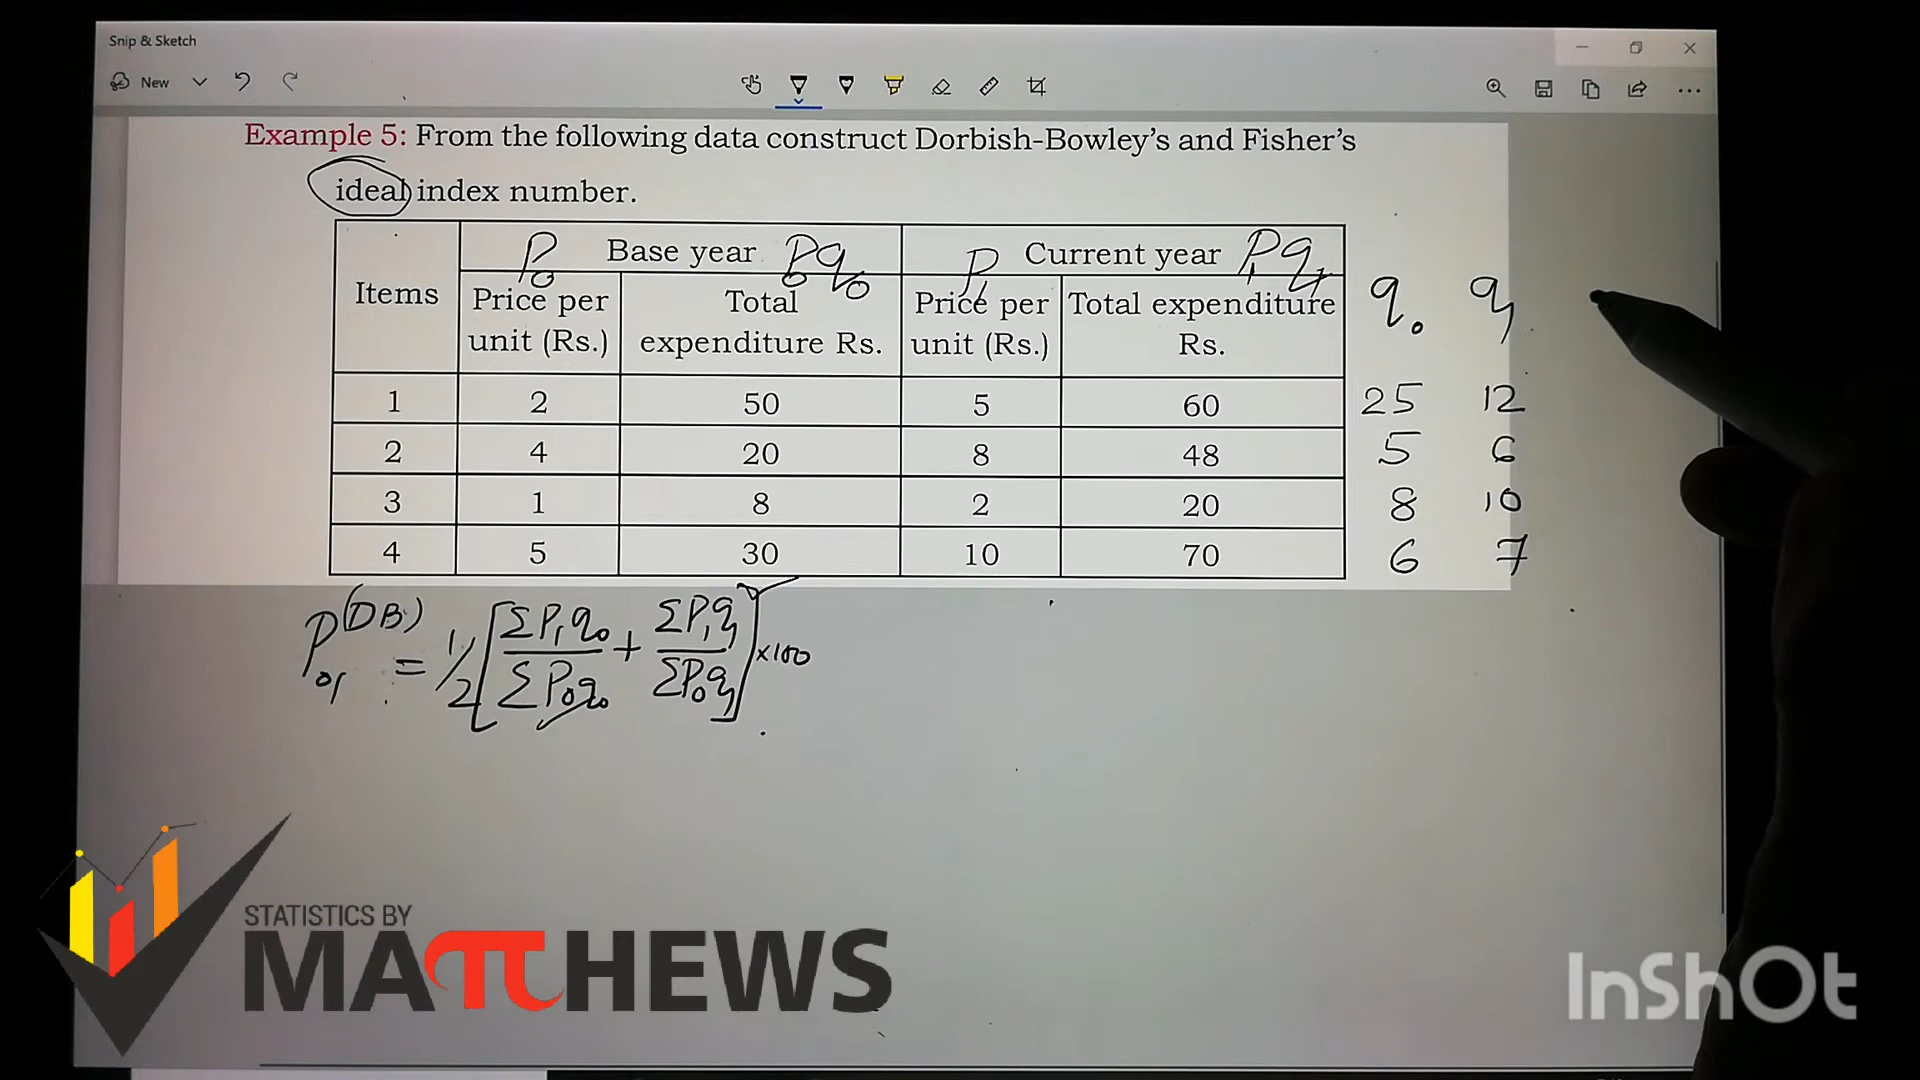 Snip & Sketch
New
Example 5: From the following data construct Dorbish-Bowley's and Fisher's
ideal index number.
Items
Base year
Current year
P₀
P₀q₀
P₁
P₁q₁
Price per unit (Rs.)
Total expenditure Rs.
Price per unit (Rs.)
Total expenditure Rs.
q₀ q₁
1 2 50 5 60 25 12
2 4 20 8 48 5 6
3 1 8 2 20 8 10
4 5 30 10 70 6 7
P₀₁(DB) = 1/2 [ΣP₁q₀/ΣP₀q₀ + ΣP₁q₁/ΣP₀q₁] ×100
STATISTICS BY
MATTHEWS
InShOt